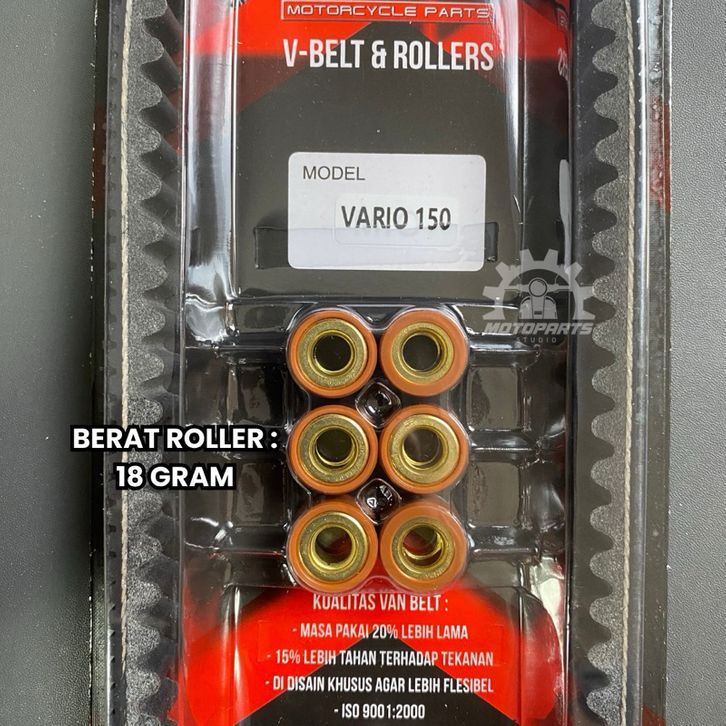 MOTORCYCLE PARTS
V-BELT & ROLLERS
MODEL
VARIO 150
MOTOPARTS
STUDIO
BERAT ROLLER :
18 GRAM
KUALITAS VAN BELT :
- MASA PAKAI 20% LEBIH LAMA
- 15% LEBIH TAHAN TERHADAP TEKANAN
- DI DISAIN KHUSUS AGAR LEBIH FLESIBEL
- ISO 9001:2000